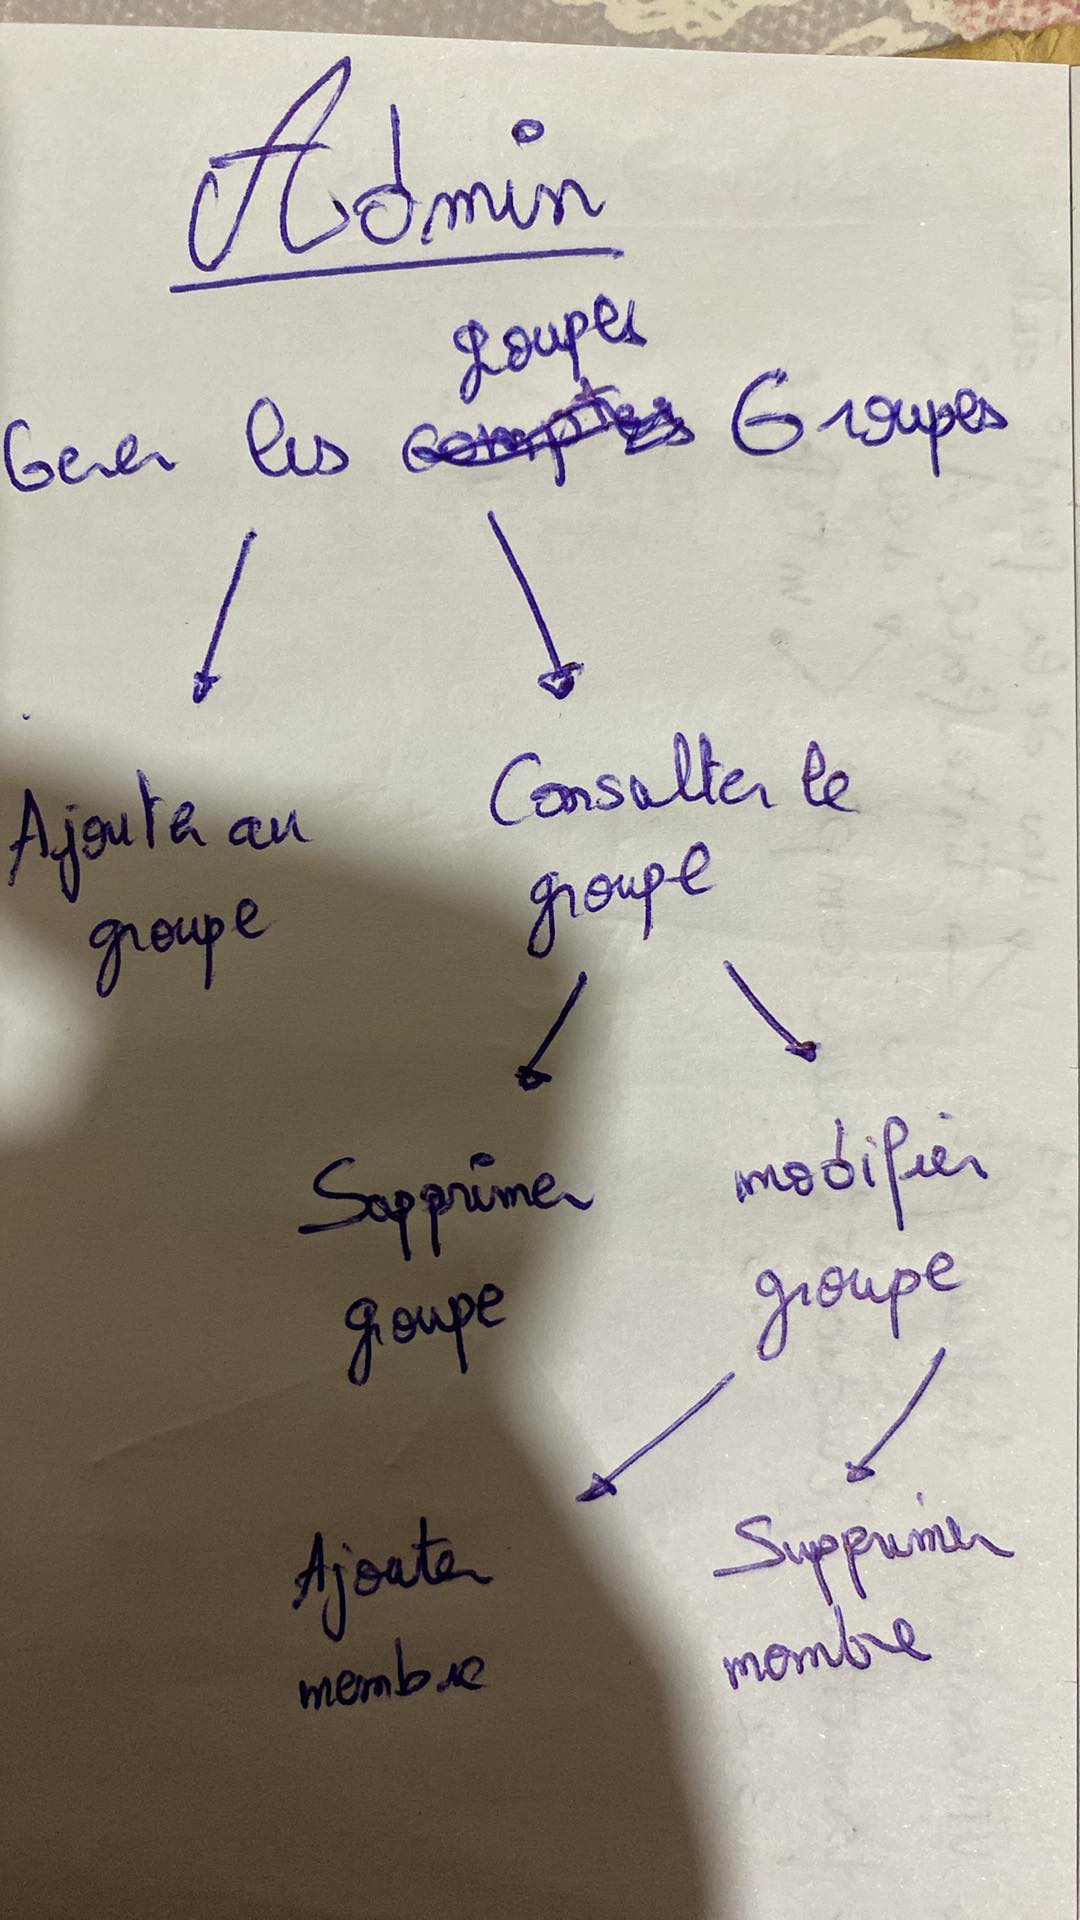 Admin
goupes
Gerer les comptes Groupes
Ajouter au
groupe
Consulter le
groupe
Supprimer
groupe
modifier
groupe
Ajouter
membre
Supprimer
membre